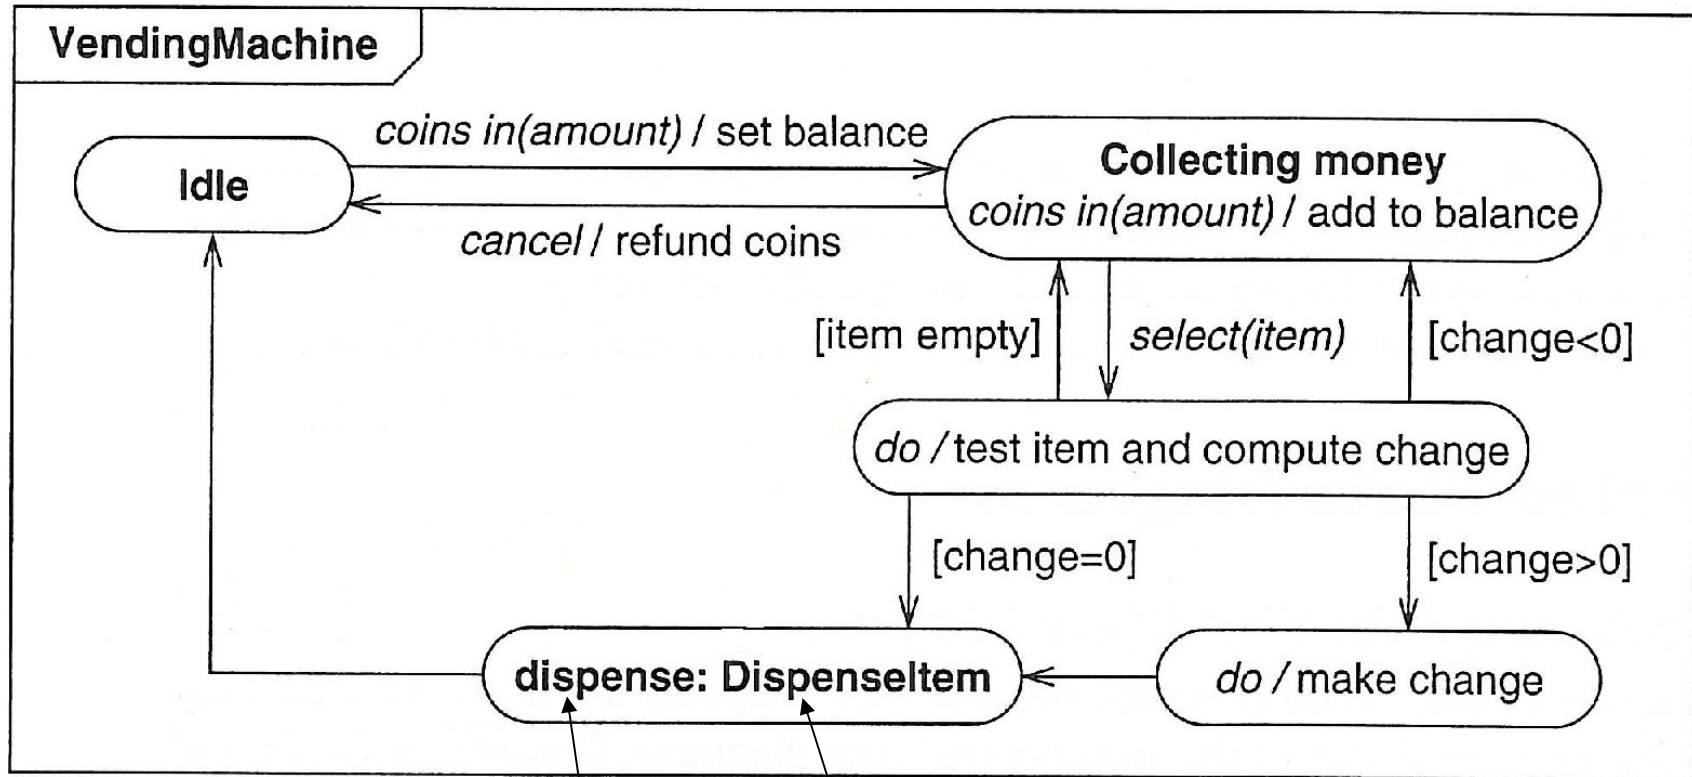 VendingMachine
coins in(amount) / set balance
Idle
Collecting money
coins in(amount) / add to balance
cancel / refund coins
[item empty]
select(item)
[change<0]
do / test item and compute change
[change=0]
[change>0]
dispense: DispenseItem
do / make change